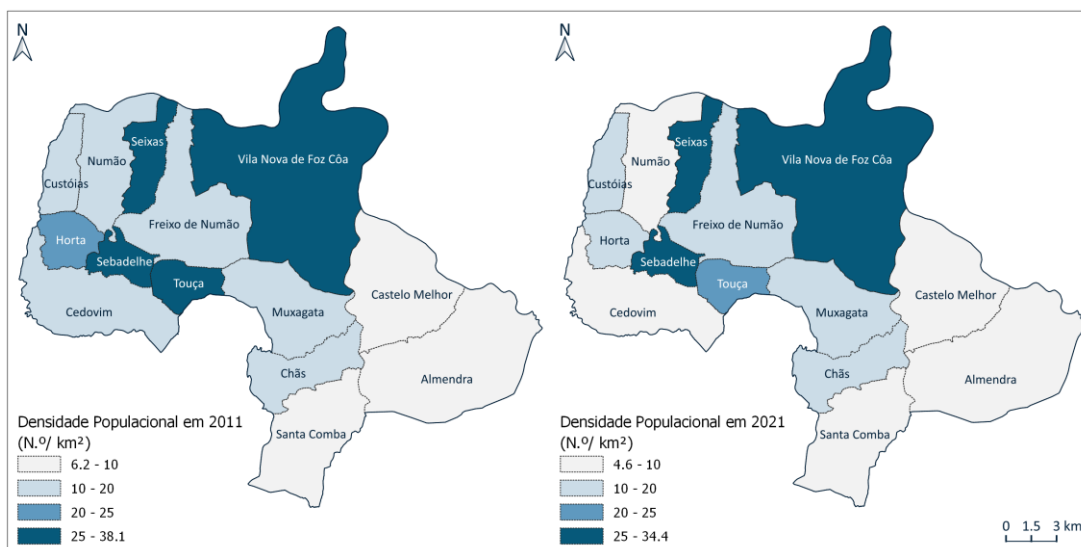 N
Seixas
Numão
Vila Nova de Foz Côa
Custóias
Freixo de Numão
Horta
Sebadelhe
Touça
Castelo Melhor
Cedovim
Muxagata
Chãs
Almendra
Santa Comba
Densidade Populacional em 2011
(N.º/ km²)
6.2 - 10
10 - 20
20 - 25
25 - 38.1
N
Seixas
Numão
Vila Nova de Foz Côa
Custóias
Freixo de Numão
Horta
Sebadelhe
Touça
Castelo Melhor
Cedovim
Muxagata
Chãs
Almendra
Santa Comba
Densidade Populacional em 2021
(N.º/ km²)
4.6 - 10
10 - 20
20 - 25
25 - 34.4
0 1.5 3 km